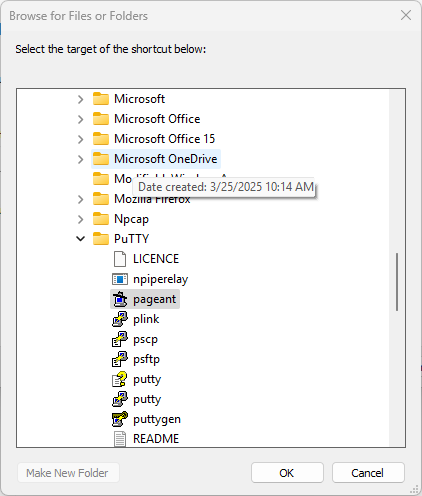 Browse for Files or Folders
Select the target of the shortcut below:
Microsoft
Microsoft Office
Microsoft Office 15
Microsoft OneDrive
Date created: 3/25/2025 10:14 AM
Mozilla Firefox
Npcap
PuTTY
LICENCE
npiperelay
pageant
plink
pscp
psftp
putty
putty
puttygen
README
Make New Folder
OK
Cancel